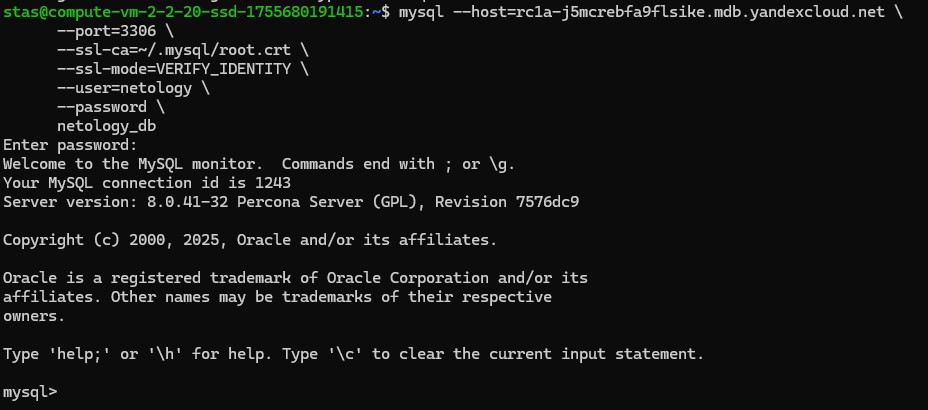 stas@compute-vm-2-2-20-ssd-1755680191415:~$ mysql --host=rc1a-j5mcrebfa9flsike.mdb.yandexcloud.net \
      --port=3306 \
      --ssl-ca=~/.mysql/root.crt \
      --ssl-mode=VERIFY_IDENTITY \
      --user=netology \
      --password \
      netology_db
Enter password:
Welcome to the MySQL monitor.  Commands end with ; or \g.
Your MySQL connection id is 1243
Server version: 8.0.41-32 Percona Server (GPL), Revision 7576dc9

Copyright (c) 2000, 2025, Oracle and/or its affiliates.

Oracle is a registered trademark of Oracle Corporation and/or its
affiliates. Other names may be trademarks of their respective
owners.

Type 'help;' or '\h' for help. Type '\c' to clear the current input statement.

mysql>